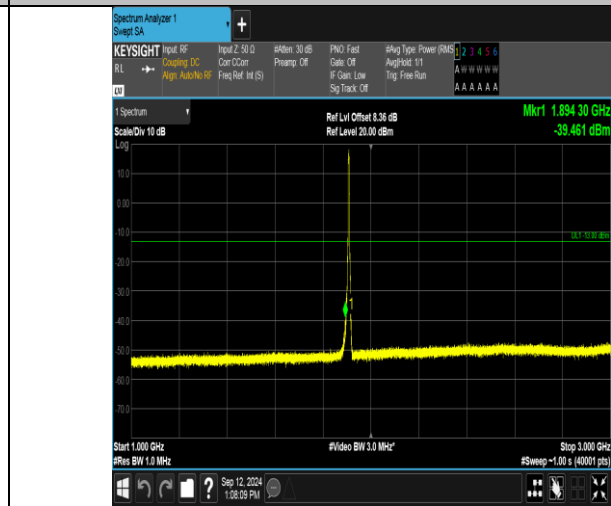 Spectrum Analyzer 1
Swept SA
+
KEYSIGHT
RL
Input: RF
Coupling: DC
Align: Auto/No RF
Input Z: 50 Ω
Corr CCorr
Freq Ref: Int (S)
#Atten: 30 dB
Preamp: Off
PNO: Fast
Gate: Off
IF Gain: Low
Sig Track: Off
#Avg Type: Power (RMS
Avg|Hold: 1/1
Trig: Free Run
1 2 3 4 5 6
A W W W W W
A A A A A A
1 Spectrum
Scale/Div 10 dB
Log
Ref Lvl Offset 8.36 dB
Ref Level 20.00 dBm
Mkr1 1.894 30 GHz
-39.461 dBm
10.0
0.00
-10.0
DL1 -13.00 dBm
-20.0
-30.0
1
-40.0
-50.0
-60.0
-70.0
Start 1.000 GHz
#Res BW 1.0 MHz
#Video BW 3.0 MHz*
Stop 3.000 GHz
#Sweep ~1.00 s (40001 pts)
?
Sep 12, 2024
1:08:09 PM